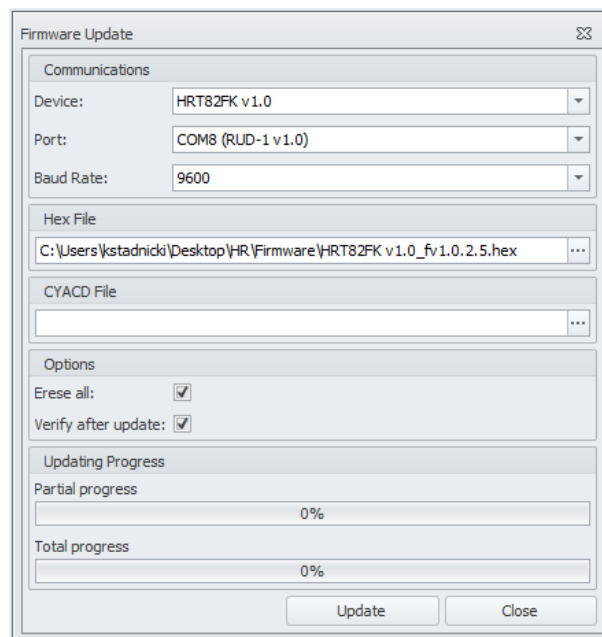 Firmware Update
Communications
Device: HRT82FK v1.0
Port: COM8 (RUD-1 v1.0)
Baud Rate: 9600
Hex File
C:\Users\kstadnicki\Desktop\HR\Firmware\HRT82FK v1.0_fv1.0.2.5.hex ...
CYACD File
...
Options
Erese all:
Verify after update:
Updating Progress
Partial progress
0%
Total progress
0%
Update Close